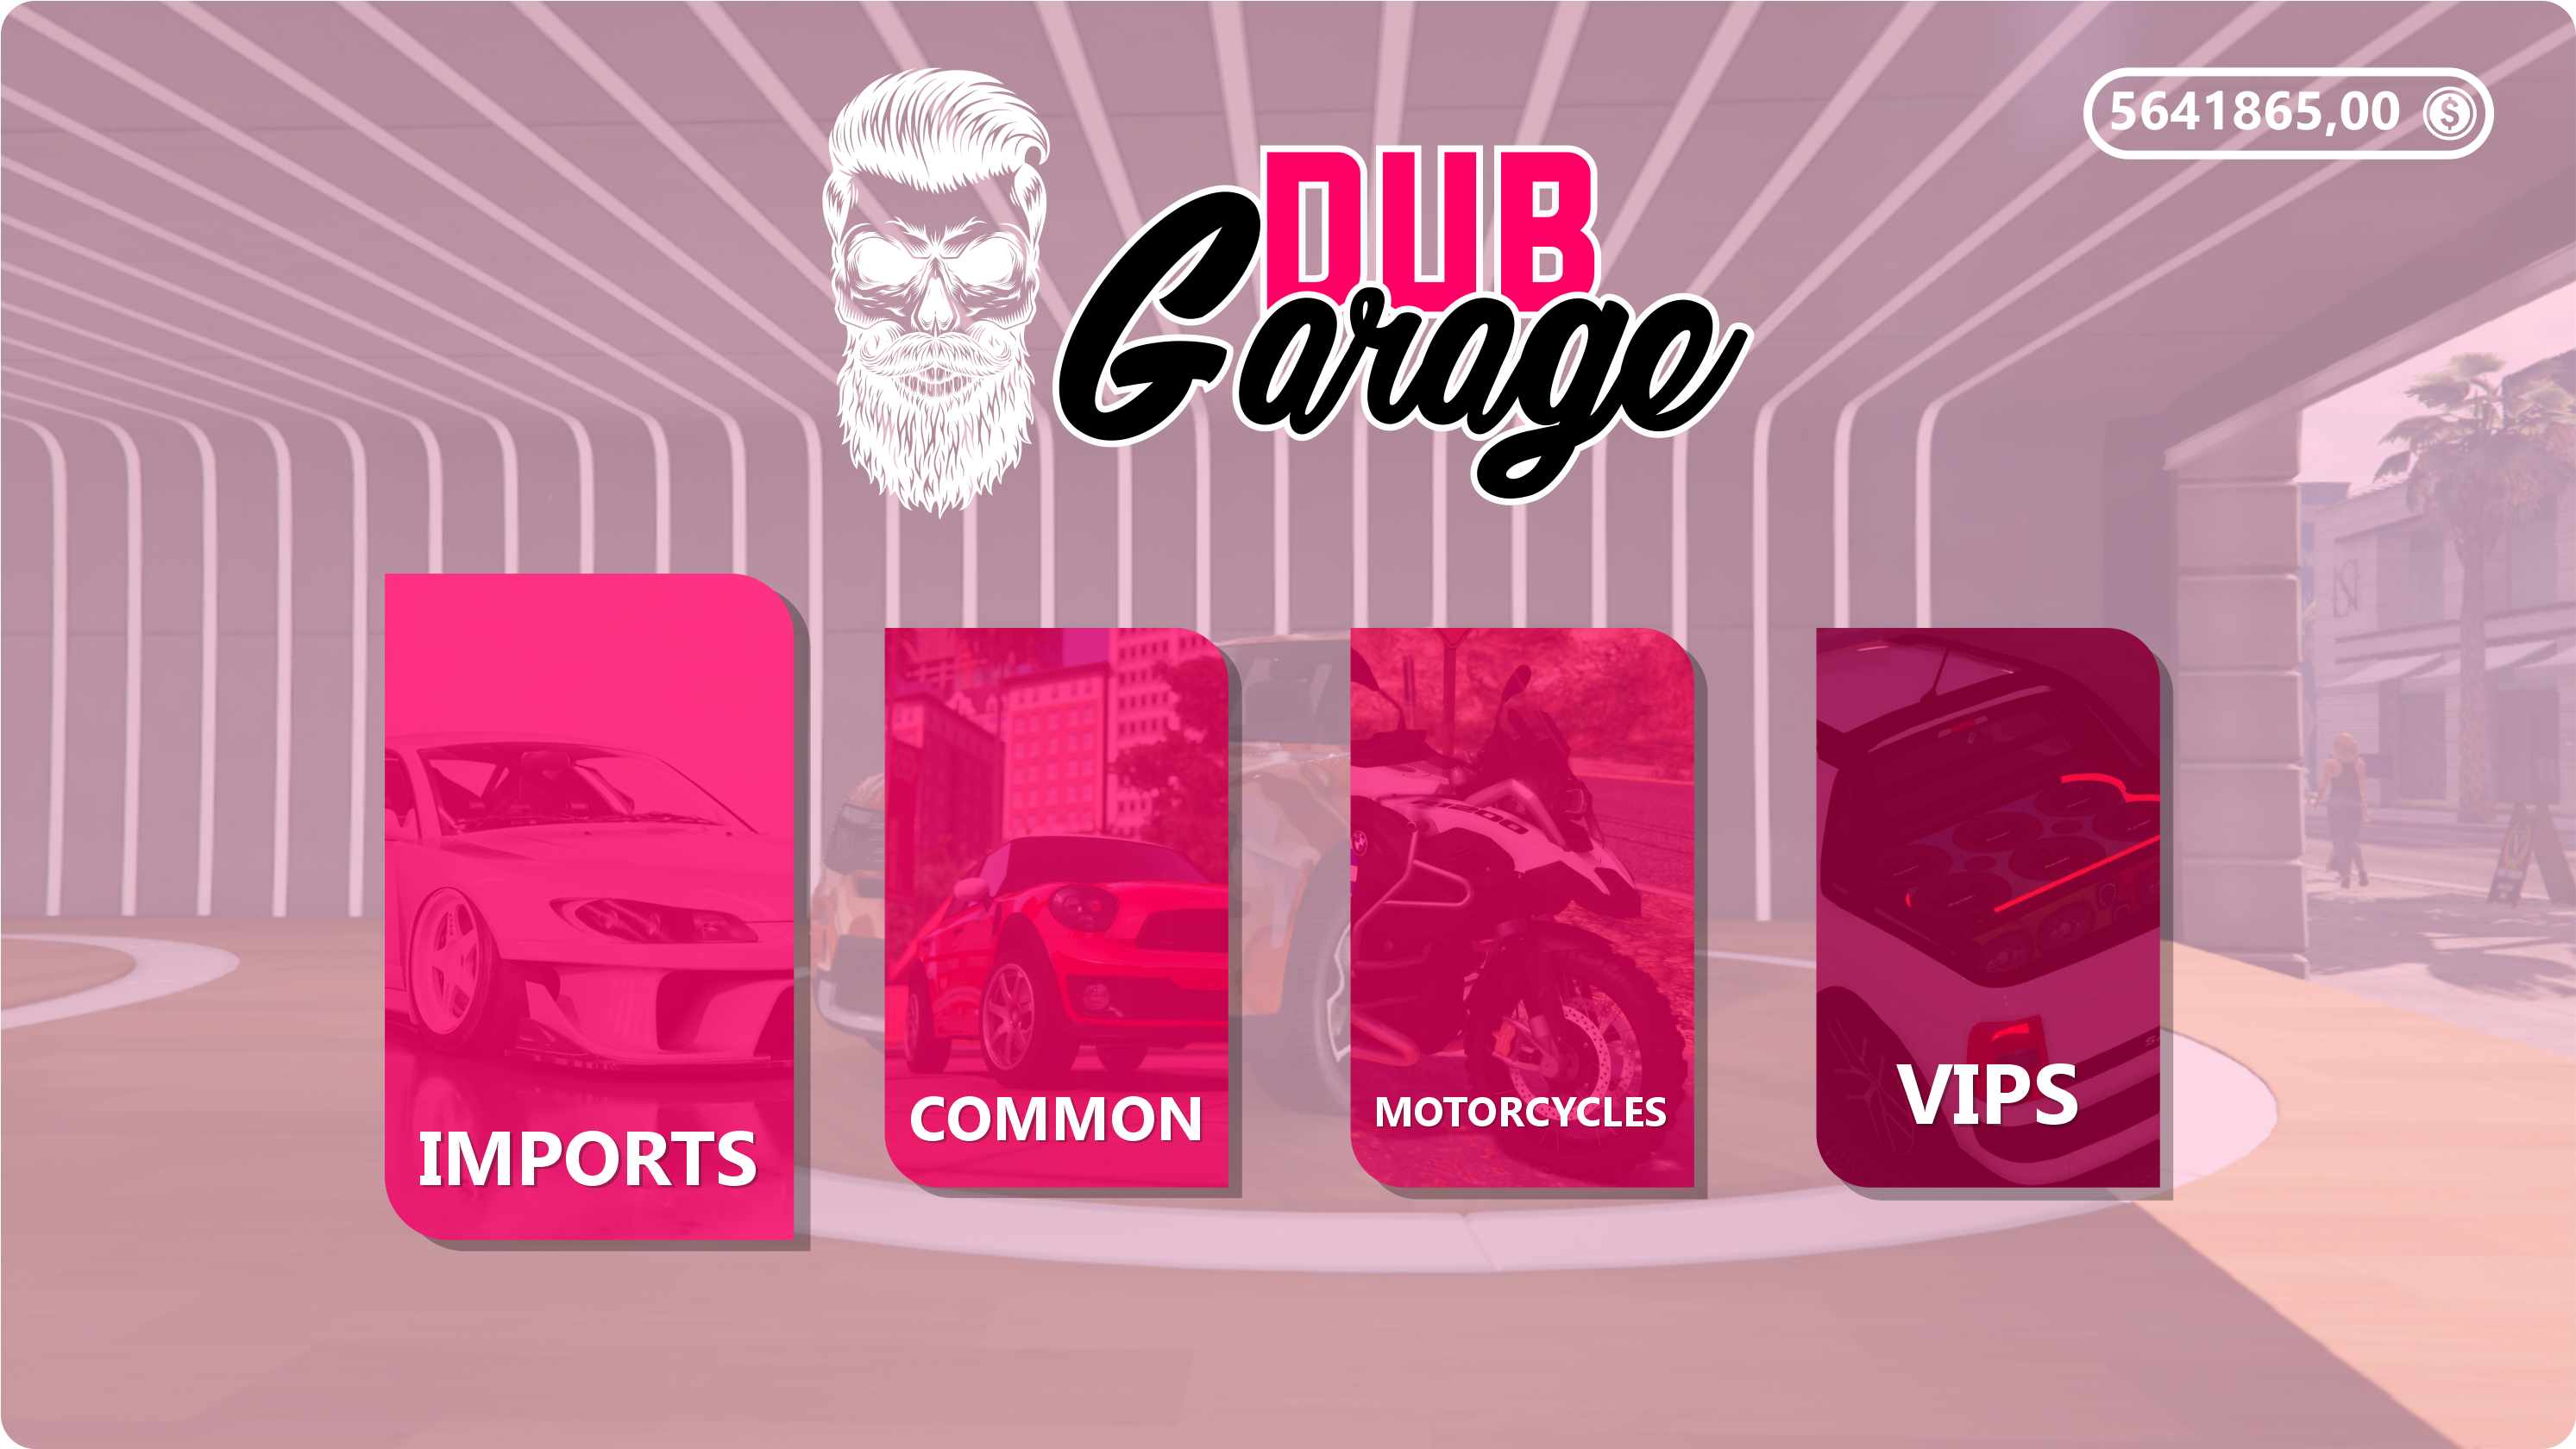 5641865,00
DUB
Garage
IMPORTS
COMMON
MOTORCYCLES
VIPS